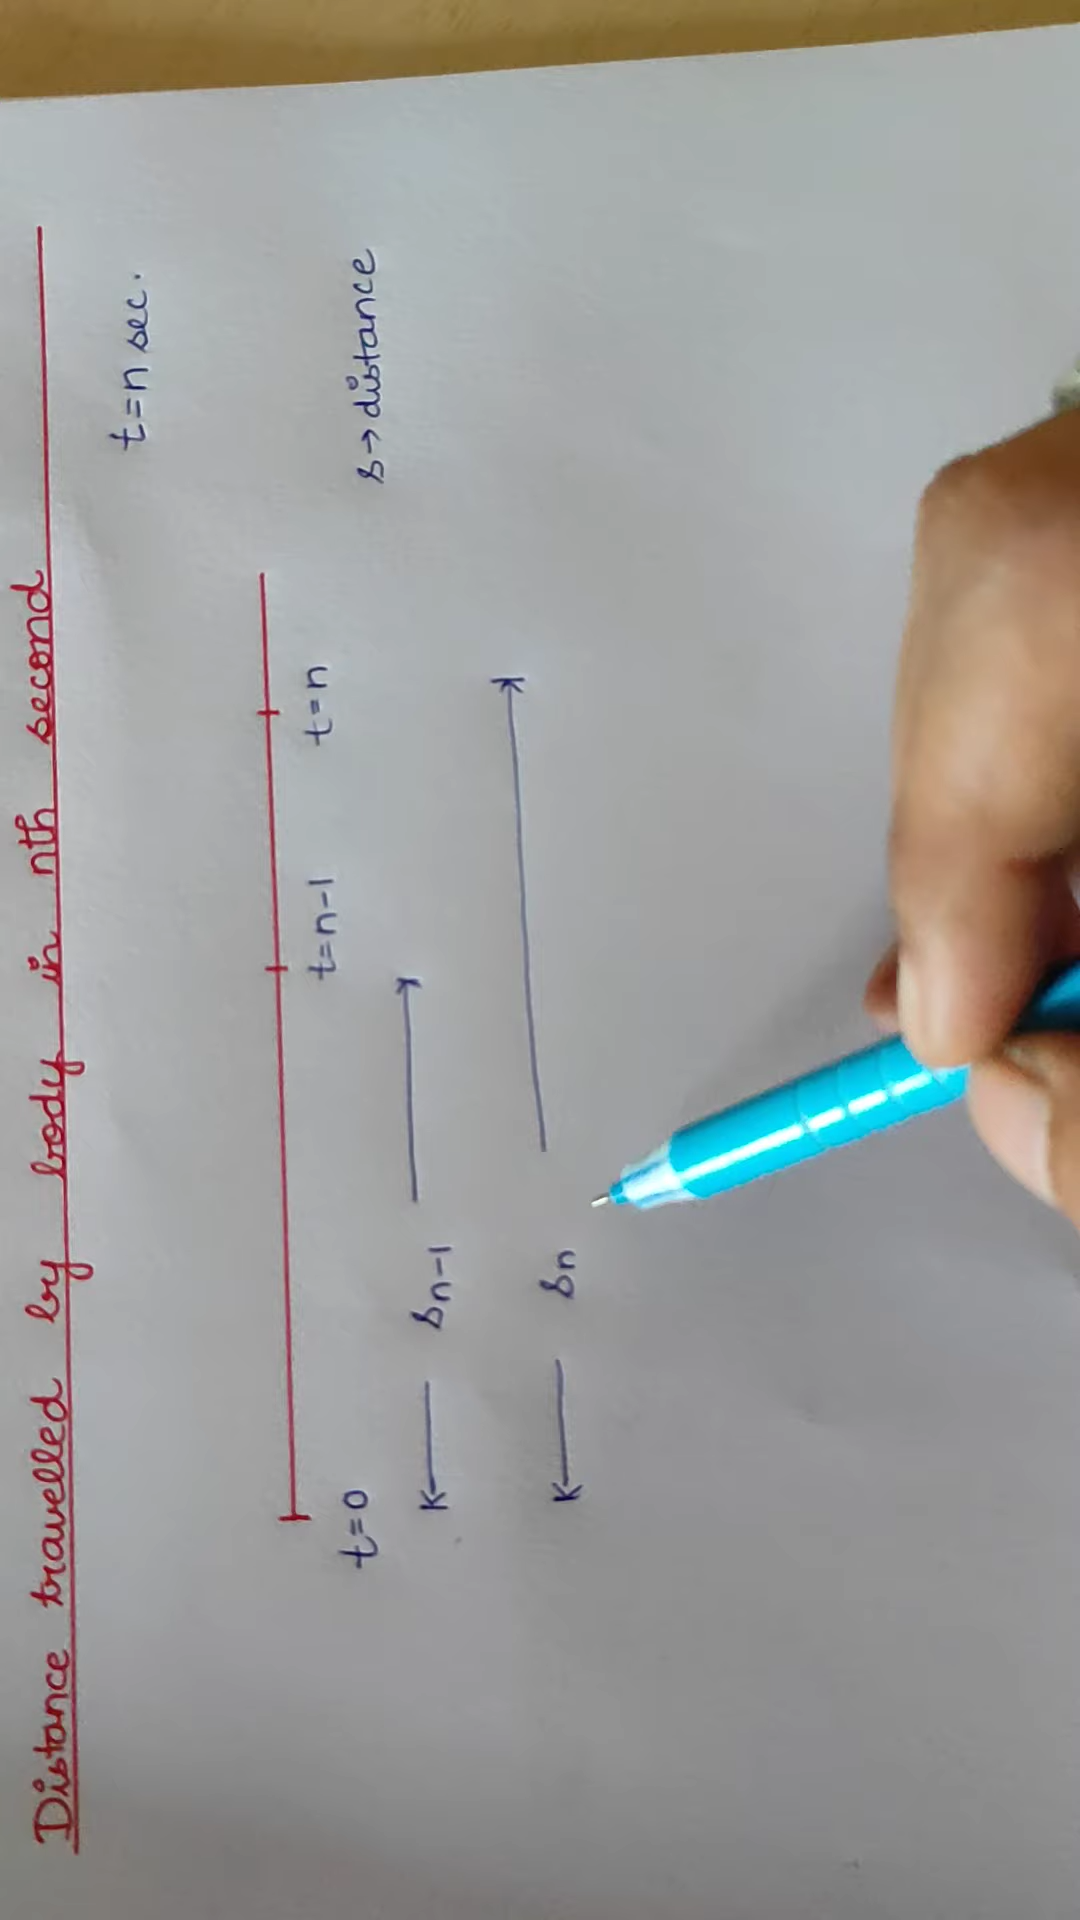 Distance travelled by body in nth second
t=n sec.
t=0 t=n-1 t=n
s→distance
Sn-1
Sn